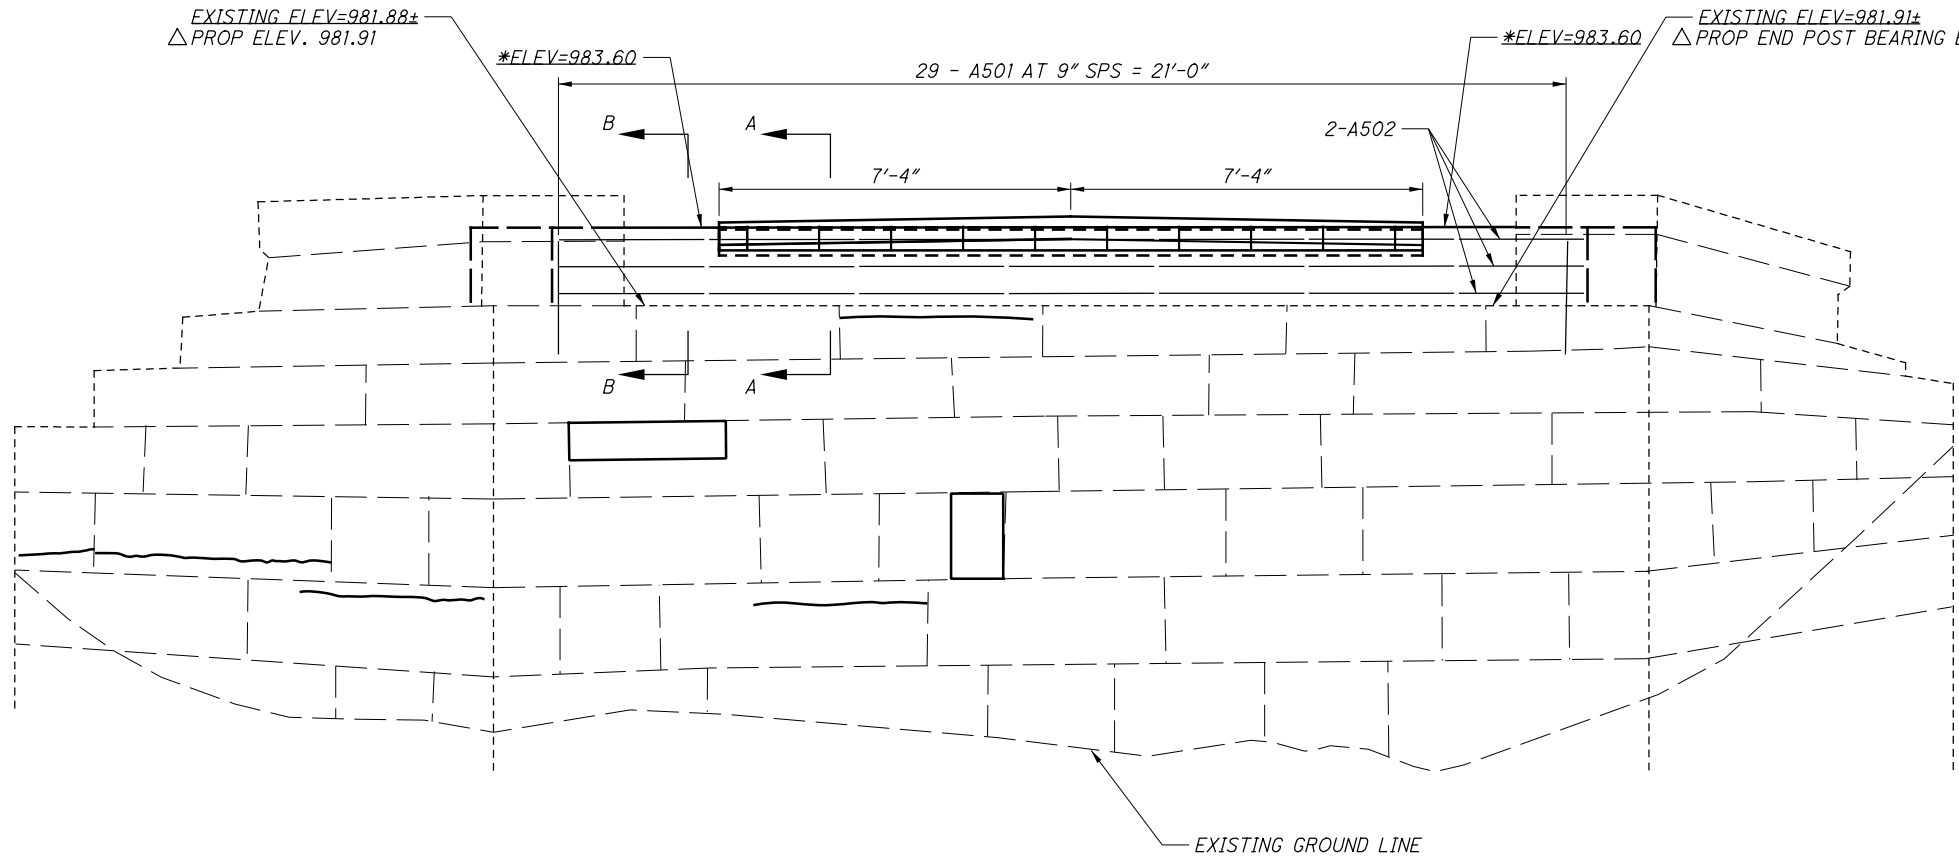 EXISTING ELEV=981.88±
△ PROP ELEV. 981.91
*ELEV=983.60
EXISTING ELEV=981.91±
*ELEV=983.60
△ PROP END POST BEARING
29 - A501 AT 9" SPS = 21'-0"
B
A
2-A502
7'-4"
7'-4"
B
A
EXISTING GROUND LINE